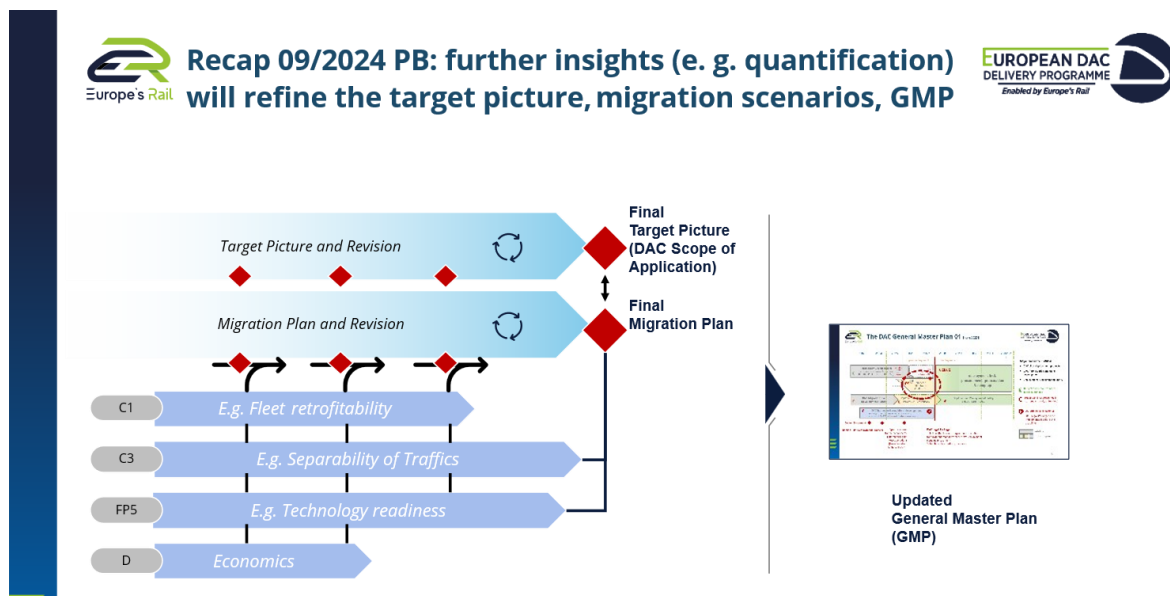 Europe's Rail
Recap 09/2024 PB: further insights (e. g. quantification)
will refine the target picture, migration scenarios, GMP
EUROPEAN DAC
DELIVERY PROGRAMME
Enabled by Europe's Rail
Target Picture and Revision
Final
Target Picture
(DAC Scope of
Application)
Migration Plan and Revision
Final
Migration Plan
C1
E.g. Fleet retrofitability
C3
E.g. Separability of Traffics
FP5
E.g. Technology readiness
D
Economics
The DAC General Master Plan 01
Updated
General Master Plan
(GMP)